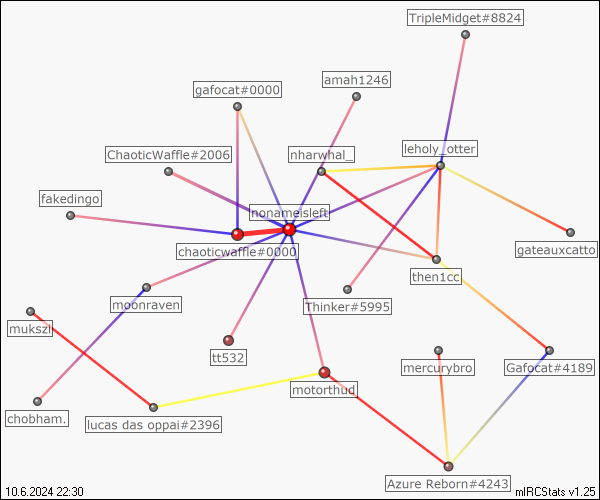 TripleMidget#8824
amah1246
gafocat#0000
ChaoticWaffle#2006
nharwhal_
leholy_otter
fakedingo
nonameisleft
chaoticwaffle#0000
gateauxcatto
then1cc
moonraven
Thinker#5995
mukszi
tt532
mercurybro
Gafocat#4189
motorthud
chobham.
lucas das oppai#2396
Azure Reborn#4243
10.6.2024 22:30
mIRCStats v1.25